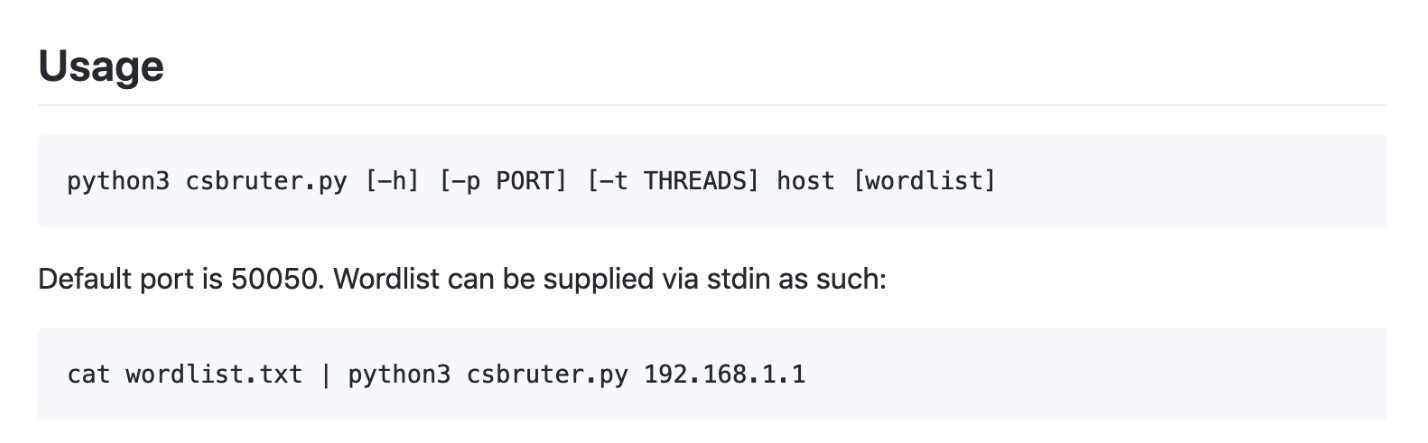 Usage
python3 csbruter.py [-h] [-p PORT] [-t THREADS] host [wordlist]
Default port is 50050. Wordlist can be supplied via stdin as such:
cat wordlist.txt | python3 csbruter.py 192.168.1.1